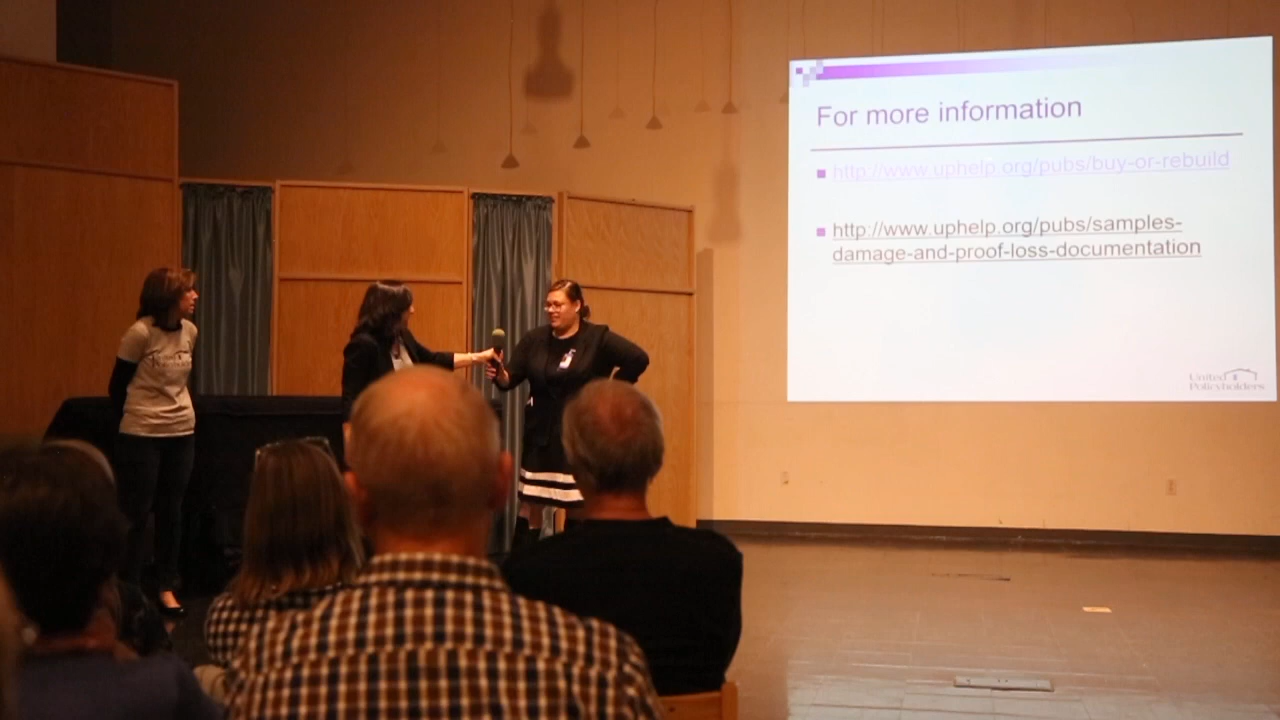 For more information
http://www.uphelp.org/pubs/buy-or-rebuild
http://www.uphelp.org/pubs/samples-
damage-and-proof-loss-documentation
United
Policyholders